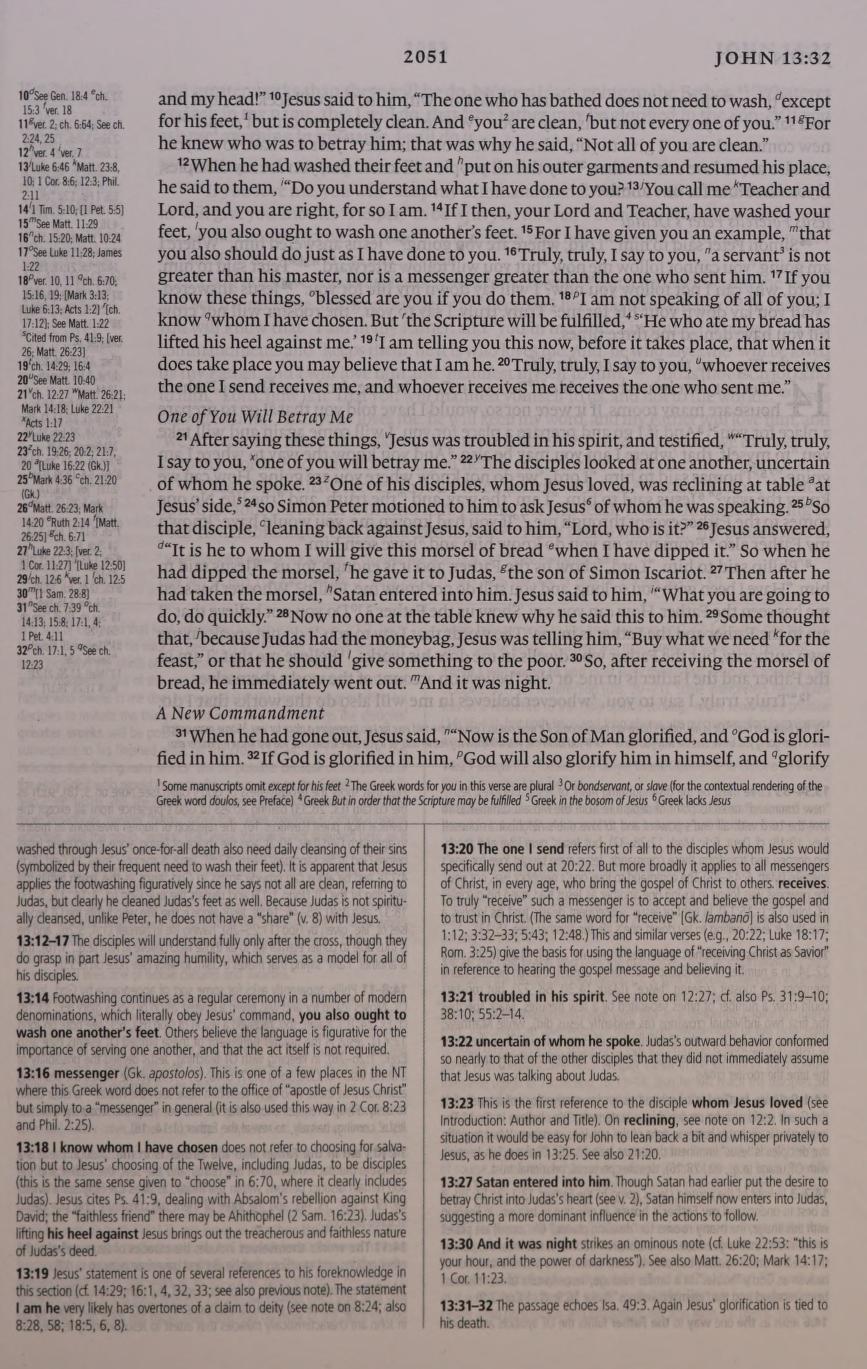 2051
JOHN 13:32
10 d See Gen. 18:4 e ch.
15:3 f ver. 18
11 g ver. 2; ch. 6:64; See ch.
2:24, 25
12 h ver. 4 i ver. 7
13 j Luke 6:46 k Matt. 23:8,
10; 1 Cor. 8:6; 12:3; Phil.
2:11
14 l 1 Tim. 5:10; [1 Pet. 5:5]
15 m See Matt. 11:29
16 n ch. 15:20; Matt. 10:24
17 o See Luke 11:28; James
1:22
18 p ver. 10, 11 q ch. 6:70;
15:16, 19; [Mark 3:13;
Luke 6:13; Acts 1:2] r [ch.
17:12]; See Matt. 1:22
s Cited from Ps. 41:9; [ver.
26; Matt. 26:23]
19 t ch. 14:29; 16:4
20 u See Matt. 10:40
21 v ch. 12:27 w Matt. 26:21;
Mark 14:18; Luke 22:21
x Acts 1:17
22 y Luke 22:23
23 z ch. 19:26; 20:2; 21:7,
20 a [Luke 16:22 (Gk.)]
25 b Mark 4:36 c ch. 21:20
(Gk.)
26 d Matt. 26:23; Mark
14:20 e Ruth 2:14 f [Matt.
26:25] g ch. 6:71
27 h Luke 22:3; [ver. 2;
1 Cor. 11:27] i [Luke 12:50]
29 j ch. 12:6 k ver. 1 l ch. 12:5
30 m [1 Sam. 28:8]
31 n See ch. 7:39 o ch.
14:13; 15:8; 17:1, 4;
1 Pet. 4:11
32 p ch. 17:1, 5 q See ch.
12:23
and my head!” 10 Jesus said to him, “The one who has bathed does not need to wash, d except
for his feet,1 but is completely clean. And e you2 are clean, f but not every one of you.” 11 g For
he knew who was to betray him; that was why he said, “Not all of you are clean.”
12 When he had washed their feet and h put on his outer garments and resumed his place,
he said to them, i “Do you understand what I have done to you? 13 j You call me k Teacher and
Lord, and you are right, for so I am. 14 If I then, your Lord and Teacher, have washed your
feet, l you also ought to wash one another’s feet. 15 For I have given you an example, m that
you also should do just as I have done to you. 16 Truly, truly, I say to you, n a servant3 is not
greater than his master, nor is a messenger greater than the one who sent him. 17 If you
know these things, o blessed are you if you do them. 18 p I am not speaking of all of you; I
know q whom I have chosen. But r the Scripture will be fulfilled,4 s ‘He who ate my bread has
lifted his heel against me.’ 19 t I am telling you this now, before it takes place, that when it
does take place you may believe that I am he. 20 Truly, truly, I say to you, u whoever receives
the one I send receives me, and whoever receives me receives the one who sent me.”
One of You Will Betray Me
21 After saying these things, v Jesus was troubled in his spirit, and testified, w “Truly, truly,
I say to you, x one of you will betray me.” 22 y The disciples looked at one another, uncertain
of whom he spoke. 23 z One of his disciples, whom Jesus loved, was reclining at table a at
Jesus’ side,5 24 so Simon Peter motioned to him to ask Jesus6 of whom he was speaking. 25 b So
that disciple, c leaning back against Jesus, said to him, “Lord, who is it?” 26 Jesus answered,
d “It is he to whom I will give this morsel of bread e when I have dipped it.” So when he
had dipped the morsel, f he gave it to Judas, g the son of Simon Iscariot. 27 Then after he
had taken the morsel, h Satan entered into him. Jesus said to him, i “What you are going to
do, do quickly.” 28 Now no one at the table knew why he said this to him. 29 Some thought
that, j because Judas had the moneybag, Jesus was telling him, “Buy what we need k for the
feast,” or that he should l give something to the poor. 30 So, after receiving the morsel of
bread, he immediately went out. m And it was night.
A New Commandment
31 When he had gone out, Jesus said, n “Now is the Son of Man glorified, and o God is glori-
fied in him. 32 If God is glorified in him, p God will also glorify him in himself, and q glorify
1 Some manuscripts omit except for his feet 2 The Greek words for you in this verse are plural 3 Or bondservant, or slave (for the contextual rendering of the
Greek word doulos, see Preface) 4 Greek But in order that the Scripture may be fulfilled 5 Greek in the bosom of Jesus 6 Greek lacks Jesus
washed through Jesus’ once-for-all death also need daily cleansing of their sins
(symbolized by their frequent need to wash their feet). It is apparent that Jesus
applies the footwashing figuratively since he says not all are clean, referring to
Judas, but clearly he cleaned Judas’s feet as well. Because Judas is not spiritu-
ally cleansed, unlike Peter, he does not have a “share” (v. 8) with Jesus.
13:12–17 The disciples will understand fully only after the cross, though they
do grasp in part Jesus’ amazing humility, which serves as a model for all of
his disciples.
13:14 Footwashing continues as a regular ceremony in a number of modern
denominations, which literally obey Jesus’ command, you also ought to
wash one another’s feet. Others believe the language is figurative for the
importance of serving one another, and that the act itself is not required.
13:16 messenger (Gk. apostolos). This is one of a few places in the NT
where this Greek word does not refer to the office of “apostle of Jesus Christ”
but simply to a “messenger” in general (it is also used this way in 2 Cor. 8:23
and Phil. 2:25).
13:18 I know whom I have chosen does not refer to choosing for salva-
tion but to Jesus’ choosing of the Twelve, including Judas, to be disciples
(this is the same sense given to “choose” in 6:70, where it clearly includes
Judas). Jesus cites Ps. 41:9, dealing with Absalom’s rebellion against King
David; the “faithless friend” there may be Ahithophel (2 Sam. 16:23). Judas’s
lifting his heel against Jesus brings out the treacherous and faithless nature
of Judas’s deed.
13:19 Jesus’ statement is one of several references to his foreknowledge in
this section (cf. 14:29; 16:1, 4, 32, 33; see also previous note). The statement
I am he very likely has overtones of a claim to deity (see note on 8:24; also
8:28, 58; 18:5, 6, 8).
13:20 The one I send refers first of all to the disciples whom Jesus would
specifically send out at 20:22. But more broadly it applies to all messengers
of Christ, in every age, who bring the gospel of Christ to others. receives.
To truly “receive” such a messenger is to accept and believe the gospel and
to trust in Christ. (The same word for “receive” [Gk. lambanō] is also used in
1:12; 3:32–33; 5:43; 12:48.) This and similar verses (e.g., 20:22; Luke 18:17;
Rom. 3:25) give the basis for using the language of “receiving Christ as Savior”
in reference to hearing the gospel message and believing it.
13:21 troubled in his spirit. See note on 12:27; cf. also Ps. 31:9–10;
38:10; 55:2–14.
13:22 uncertain of whom he spoke. Judas’s outward behavior conformed
so nearly to that of the other disciples that they did not immediately assume
that Jesus was talking about Judas.
13:23 This is the first reference to the disciple whom Jesus loved (see
Introduction: Author and Title). On reclining, see note on 12:2. In such a
situation it would be easy for John to lean back a bit and whisper privately to
Jesus, as he does in 13:25. See also 21:20.
13:27 Satan entered into him. Though Satan had earlier put the desire to
betray Christ into Judas’s heart (see v. 2), Satan himself now enters into Judas,
suggesting a more dominant influence in the actions to follow.
13:30 And it was night strikes an ominous note (cf. Luke 22:53: “this is
your hour, and the power of darkness”). See also Matt. 26:20; Mark 14:17;
1 Cor. 11:23.
13:31–32 The passage echoes Isa. 49:3. Again Jesus’ glorification is tied to
his death.